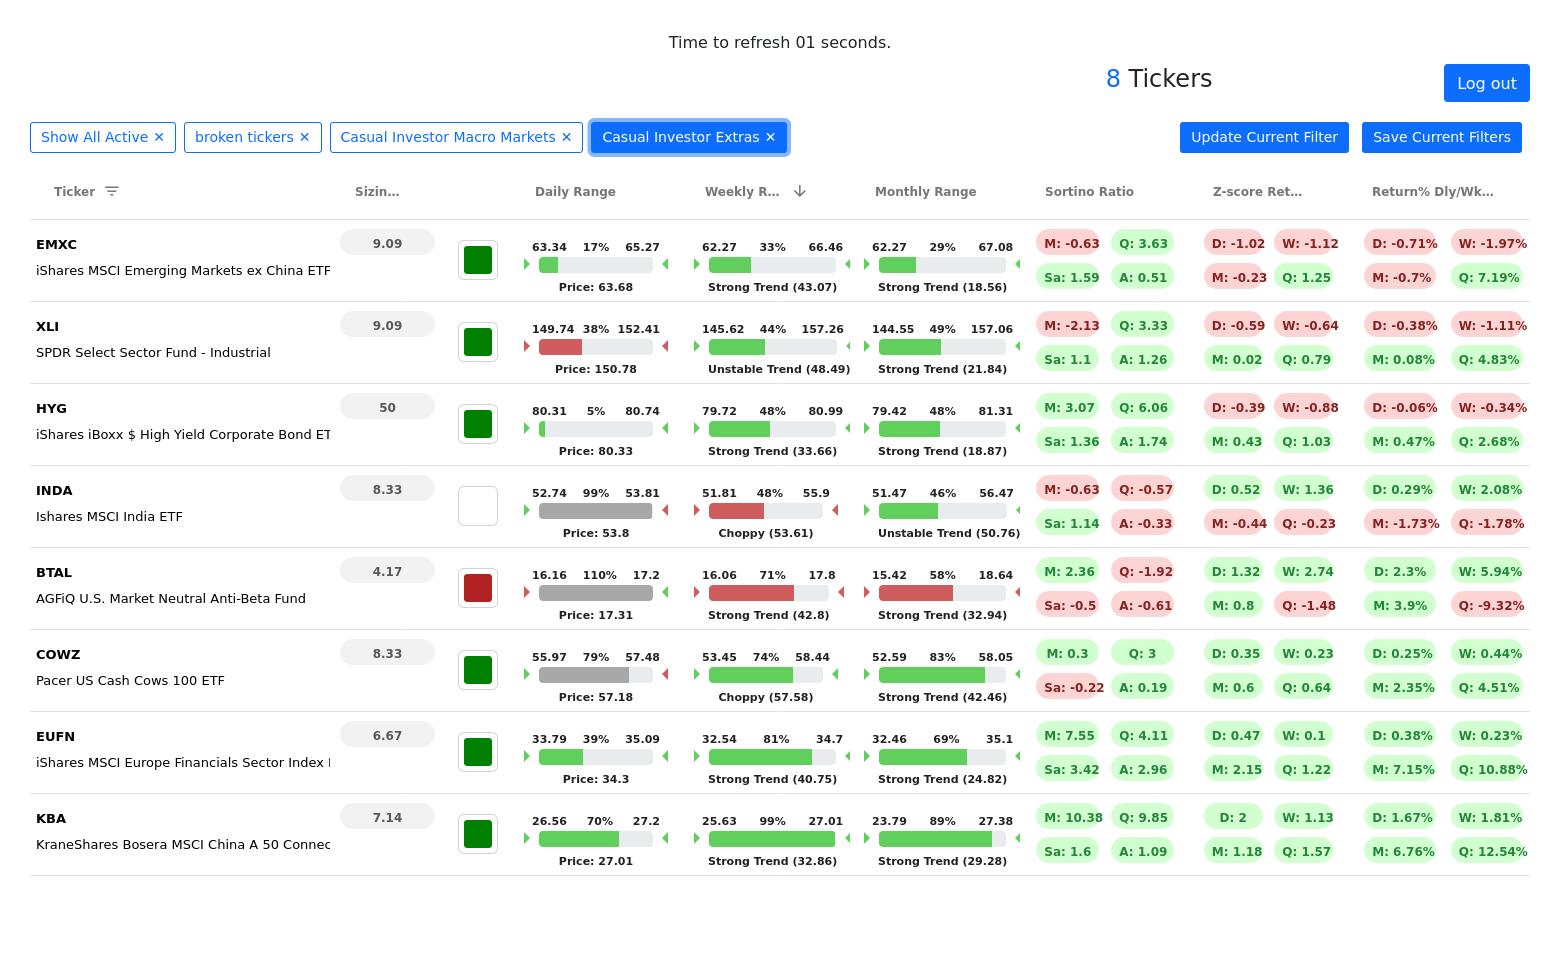 Time to refresh 01 seconds.
8 Tickers
Log out
Show All Active ✕ broken tickers ✕ Casual Investor Macro Markets ✕ Casual Investor Extras ✕ Update Current Filter Save Current Filters
Ticker Sizin... Daily Range Weekly R... Monthly Range Sortino Ratio Z-score Ret... Return% Dly/Wk...
EMXC 9.09 63.34 17% 65.27 62.27 33% 66.46 62.27 29% 67.08 M: -0.63 Q: 3.63 D: -1.02 W: -1.12 D: -0.71% W: -1.97%
iShares MSCI Emerging Markets ex China ETF Price: 63.68 Strong Trend (43.07) Strong Trend (18.56) Sa: 1.59 A: 0.51 M: -0.23 Q: 1.25 M: -0.7% Q: 7.19%
XLI 9.09 149.74 38% 152.41 145.62 44% 157.26 144.55 49% 157.06 M: -2.13 Q: 3.33 D: -0.59 W: -0.64 D: -0.38% W: -1.11%
SPDR Select Sector Fund - Industrial Price: 150.78 Unstable Trend (48.49) Strong Trend (21.84) Sa: 1.1 A: 1.26 M: 0.02 Q: 0.79 M: 0.08% Q: 4.83%
HYG 50 80.31 5% 80.74 79.72 48% 80.99 79.42 48% 81.31 M: 3.07 Q: 6.06 D: -0.39 W: -0.88 D: -0.06% W: -0.34%
iShares iBoxx $ High Yield Corporate Bond ET Price: 80.33 Strong Trend (33.66) Strong Trend (18.87) Sa: 1.36 A: 1.74 M: 0.43 Q: 1.03 M: 0.47% Q: 2.68%
INDA 8.33 52.74 99% 53.81 51.81 48% 55.9 51.47 46% 56.47 M: -0.63 Q: -0.57 D: 0.52 W: 1.36 D: 0.29% W: 2.08%
Ishares MSCI India ETF Price: 53.8 Choppy (53.61) Unstable Trend (50.76) Sa: 1.14 A: -0.33 M: -0.44 Q: -0.23 M: -1.73% Q: -1.78%
BTAL 4.17 16.16 110% 17.2 16.06 71% 17.8 15.42 58% 18.64 M: 2.36 Q: -1.92 D: 1.32 W: 2.74 D: 2.3% W: 5.94%
AGFiQ U.S. Market Neutral Anti-Beta Fund Price: 17.31 Strong Trend (42.8) Strong Trend (32.94) Sa: -0.5 A: -0.61 M: 0.8 Q: -1.48 M: 3.9% Q: -9.32%
COWZ 8.33 55.97 79% 57.48 53.45 74% 58.44 52.59 83% 58.05 M: 0.3 Q: 3 D: 0.35 W: 0.23 D: 0.25% W: 0.44%
Pacer US Cash Cows 100 ETF Price: 57.18 Choppy (57.58) Strong Trend (42.46) Sa: -0.22 A: 0.19 M: 0.6 Q: 0.64 M: 2.35% Q: 4.51%
EUFN 6.67 33.79 39% 35.09 32.54 81% 34.7 32.46 69% 35.1 M: 7.55 Q: 4.11 D: 0.47 W: 0.1 D: 0.38% W: 0.23%
iShares MSCI Europe Financials Sector Index Price: 34.3 Strong Trend (40.75) Strong Trend (24.82) Sa: 3.42 A: 2.96 M: 2.15 Q: 1.22 M: 7.15% Q: 10.88%
KBA 7.14 26.56 70% 27.2 25.63 99% 27.01 23.79 89% 27.38 M: 10.38 Q: 9.85 D: 2 W: 1.13 D: 1.67% W: 1.81%
KraneShares Bosera MSCI China A 50 Connec Price: 27.01 Strong Trend (32.86) Strong Trend (29.28) Sa: 1.6 A: 1.09 M: 1.18 Q: 1.57 M: 6.76% Q: 12.54%